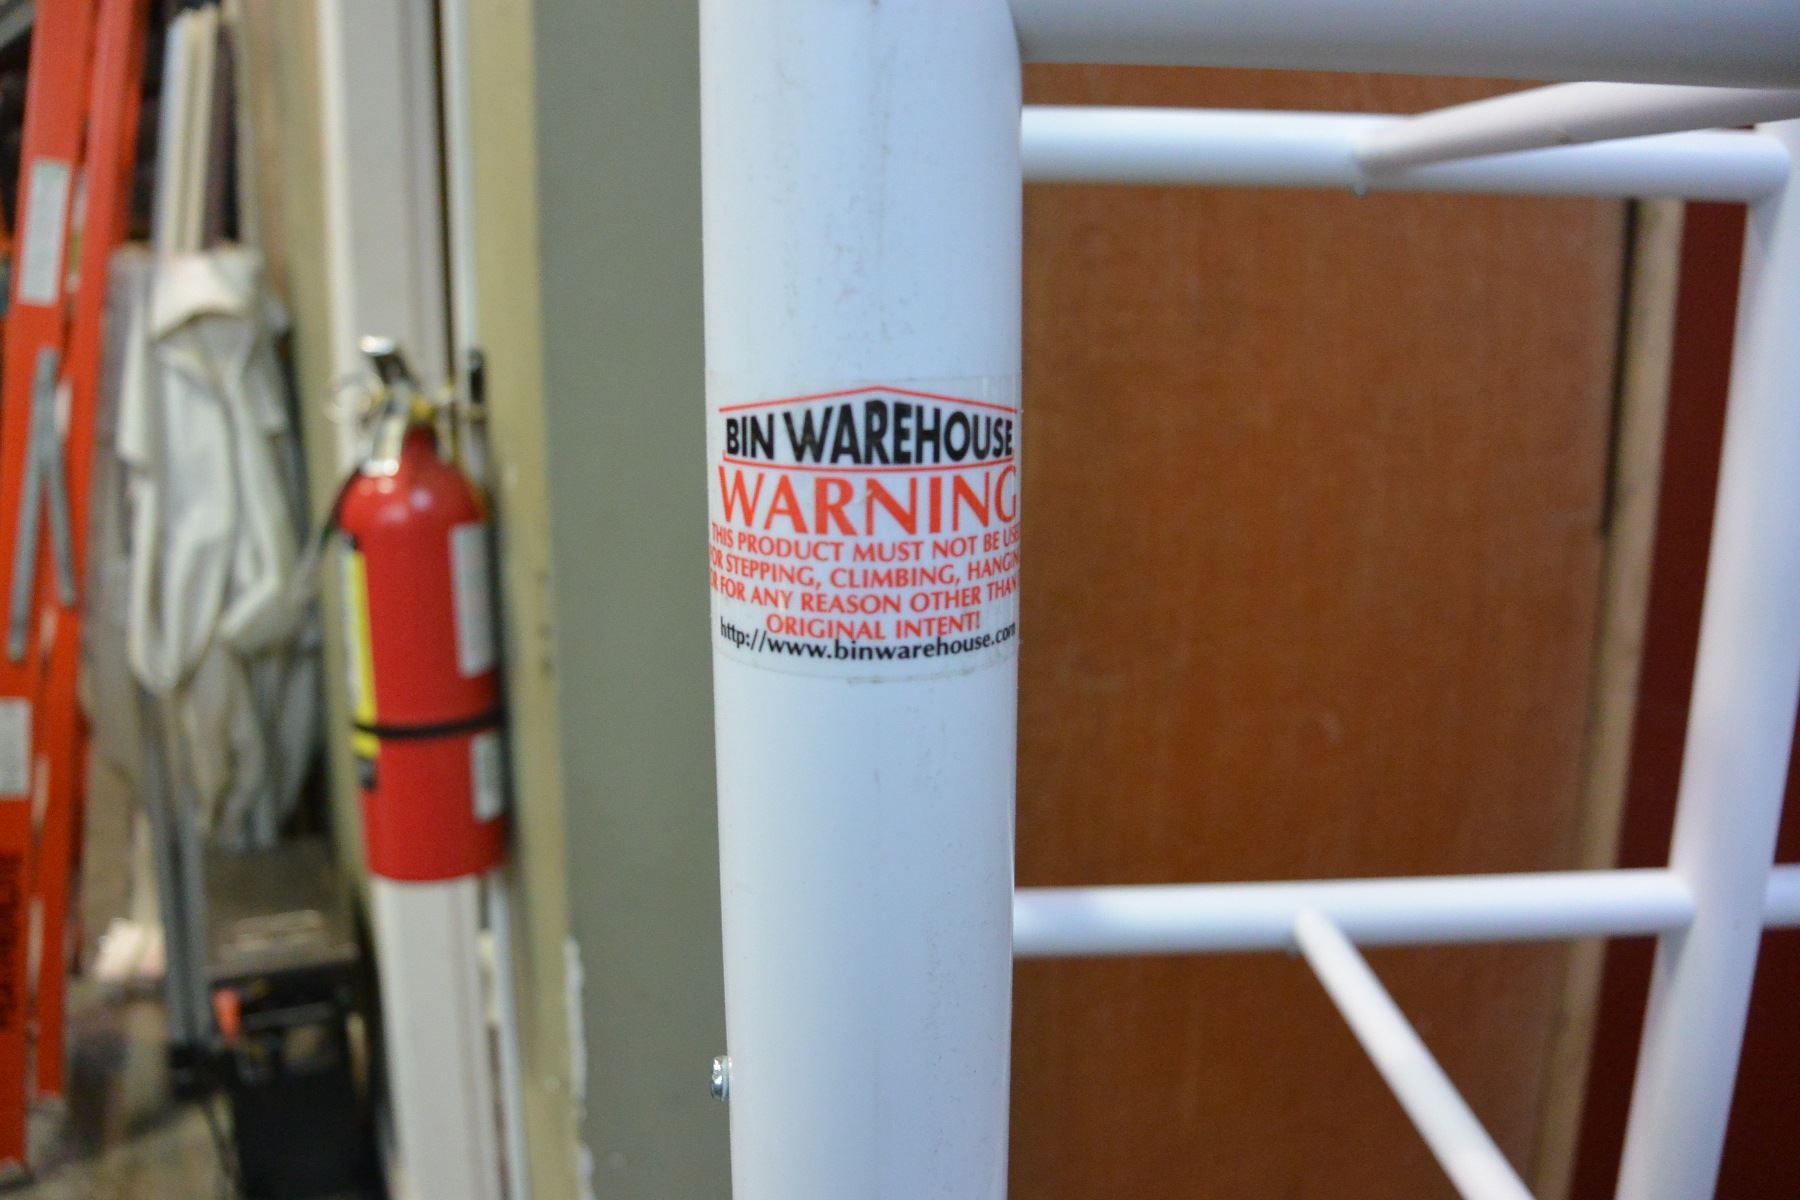 BIN WAREHOUSE
WARNING
THIS PRODUCT MUST NOT BE USE
OR STEPPING, CLIMBING, HANGIN
R FOR ANY REASON OTHER THAN
ORIGINAL INTENT!
http://www.binwarehouse.com